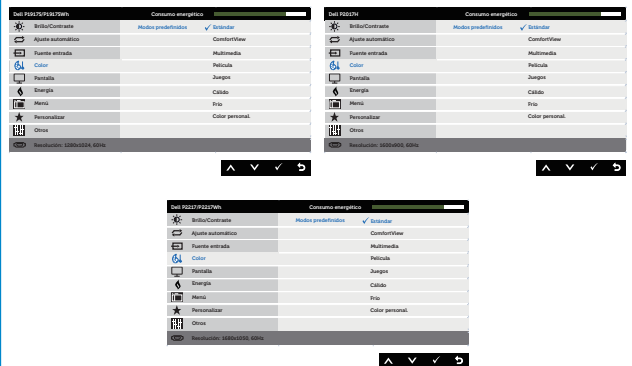 Dell P1917S/P1917SWh Consumo energético
Brillo/Contraste Modos predefinidos ✓ Estándar
Ajuste automático ComfortView
Fuente entrada Multimedia
Color Película
Pantalla Juegos
Energía Cálido
Menú Frío
Personalizar Color personal.
Otros
Resolución: 1280x1024, 60Hz
Dell P2017H Consumo energético
Brillo/Contraste Modos predefinidos ✓ Estándar
Ajuste automático ComfortView
Fuente entrada Multimedia
Color Película
Pantalla Juegos
Energía Cálido
Menú Frío
Personalizar Color personal.
Otros
Resolución: 1600x900, 60Hz
Dell P2217/P2217Wh Consumo energético
Brillo/Contraste Modos predefinidos ✓ Estándar
Ajuste automático ComfortView
Fuente entrada Multimedia
Color Película
Pantalla Juegos
Energía Cálido
Menú Frío
Personalizar Color personal.
Otros
Resolución: 1680x1050, 60Hz